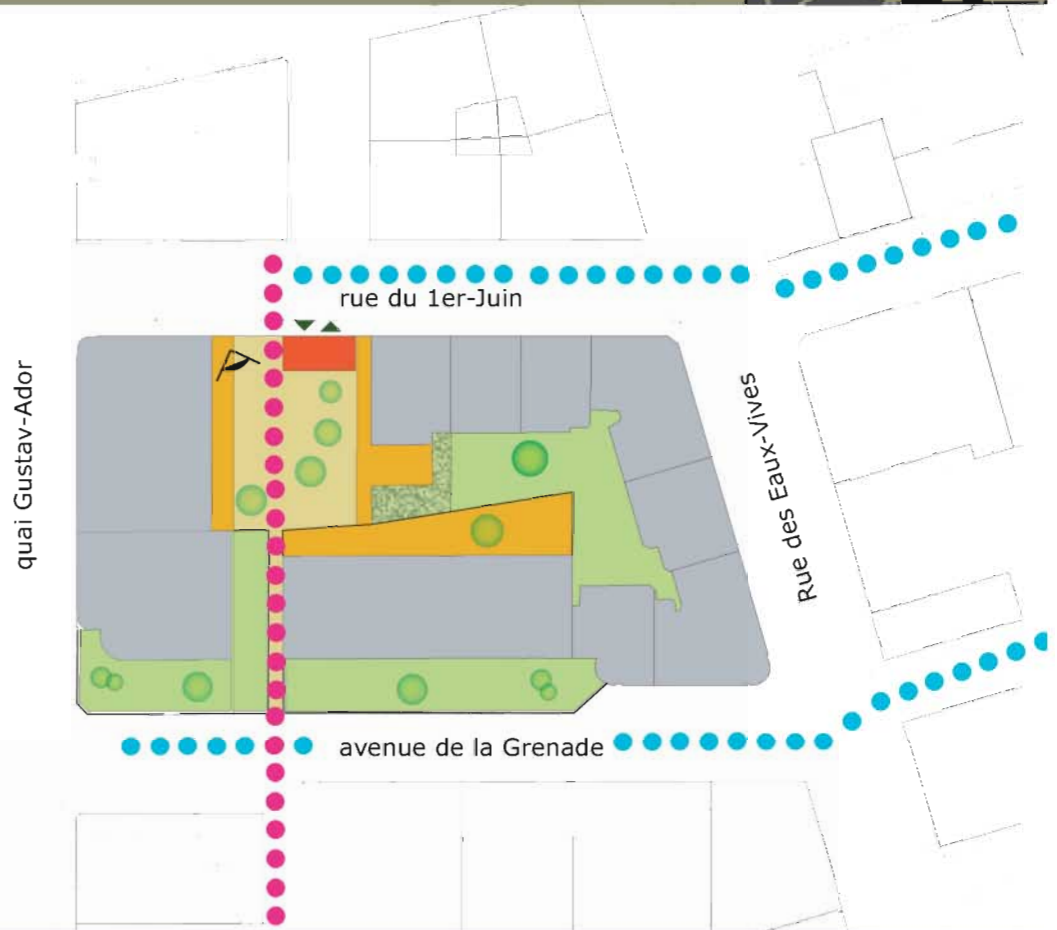 rue du 1er-Juin
quai Gustav-Ador
Rue des Eaux-Vives
avenue de la Grenade